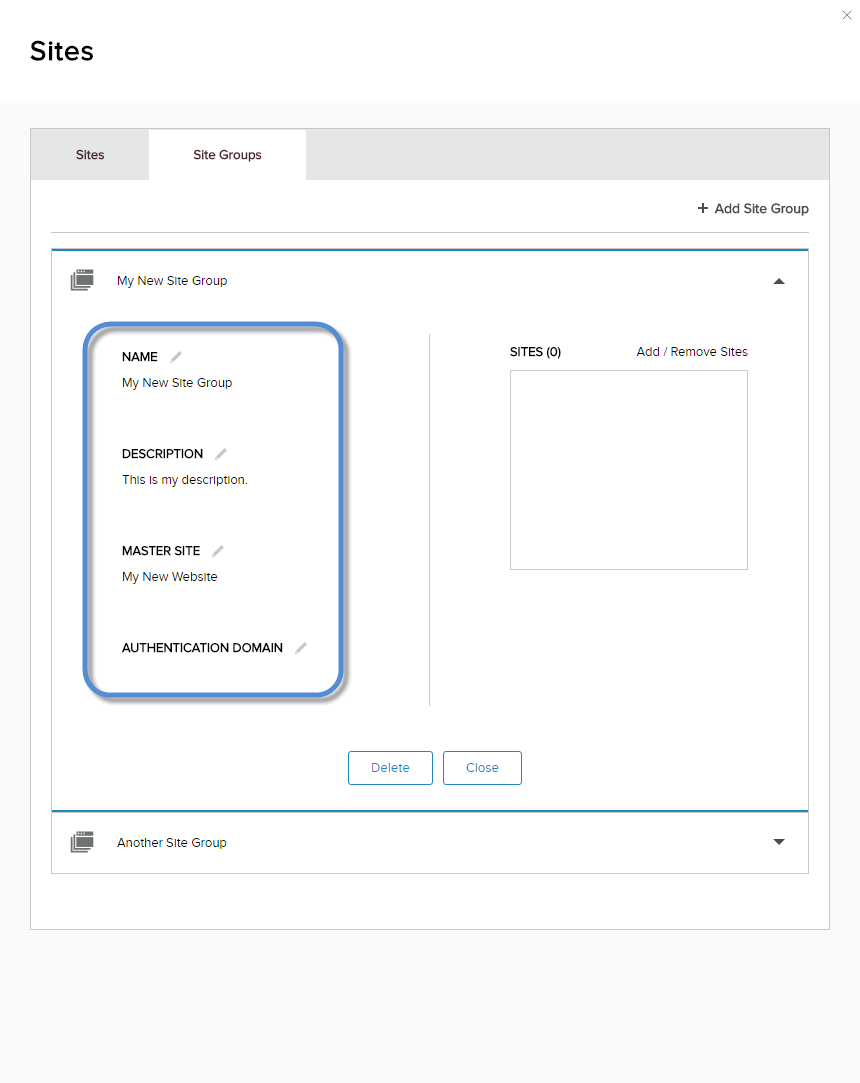 Sites
Sites
Site Groups
+ Add Site Group
My New Site Group
NAME
My New Site Group
DESCRIPTION
This is my description.
MASTER SITE
My New Website
AUTHENTICATION DOMAIN
SITES (0)
Add / Remove Sites
Delete
Close
Another Site Group